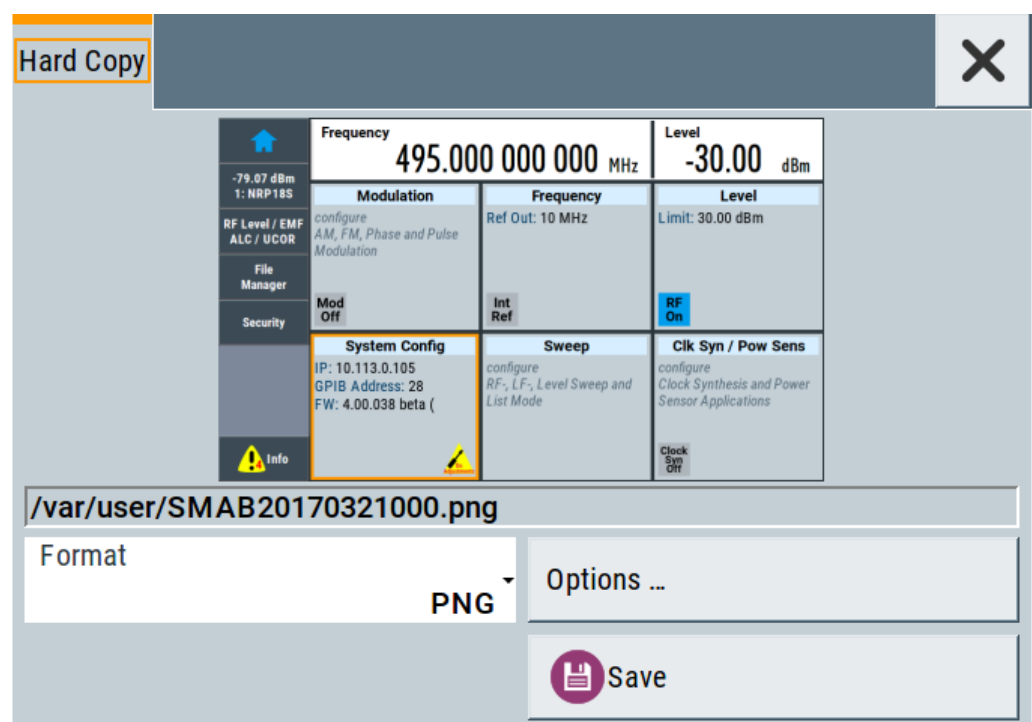 Hard Copy
Frequency
495.000 000 000 MHz
Level
-30.00 dBm
-79.07 dBm
1: NRP18S
RF Level / EMF
ALC / UCOR
File
Manager
Security
Info
Modulation
configure
AM, FM, Phase and Pulse
Modulation
Mod
Off
Frequency
Ref Out: 10 MHz
Int
Ref
Level
Limit: 30.00 dBm
RF
On
System Config
IP: 10.113.0.105
GPIB Address: 28
FW: 4.00.038 beta (
Sweep
configure
RF-, LF-, Level Sweep and
List Mode
Clk Syn / Pow Sens
configure
Clock Synthesis and Power
Sensor Applications
Clock
Syn
Off
/var/user/SMAB20170321000.png
Format
PNG
Options ...
Save